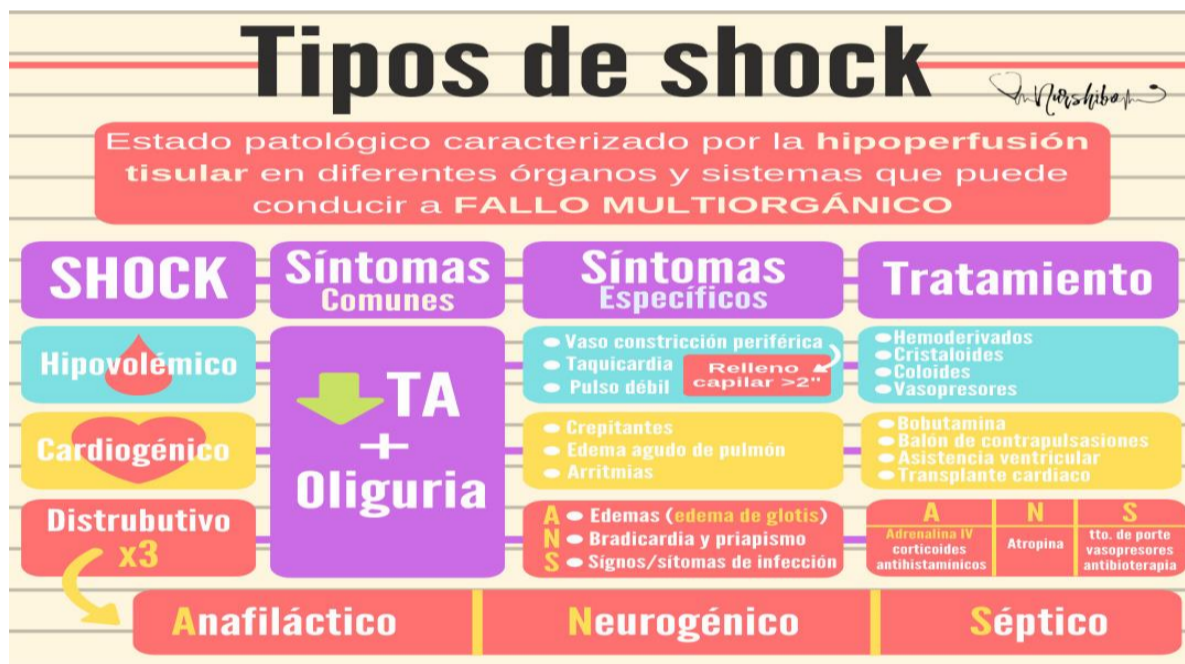 Tipos de shock
Nurshiba
Estado patológico caracterizado por la hipoperfusión
tisular en diferentes órganos y sistemas que puede
conducir a FALLO MULTIORGÁNICO
SHOCK
Síntomas
Comunes
Síntomas
Específicos
Tratamiento
Hipovolémico
Cardiogénico
Distrubutivo
x3
TA
+
Oliguria
Vaso constricción periférica
Taquicardia
Pulso débil
Relleno
capilar >2"
Crepitantes
Edema agudo de pulmón
Arritmias
A Edemas (edema de glotis)
N Bradicardia y priapismo
S Sígnos/sítomas de infección
Hemoderivados
Cristaloides
Coloides
Vasopresores
Bobutamina
Balón de contrapulsasiones
Asistencia ventricular
Transplante cardíaco
A
Adrenalina IV
corticoides
antihistamínicos
N
Atropina
S
tto. de porte
vasopresores
antibioterapia
Anafiláctico
Neurogénico
Séptico